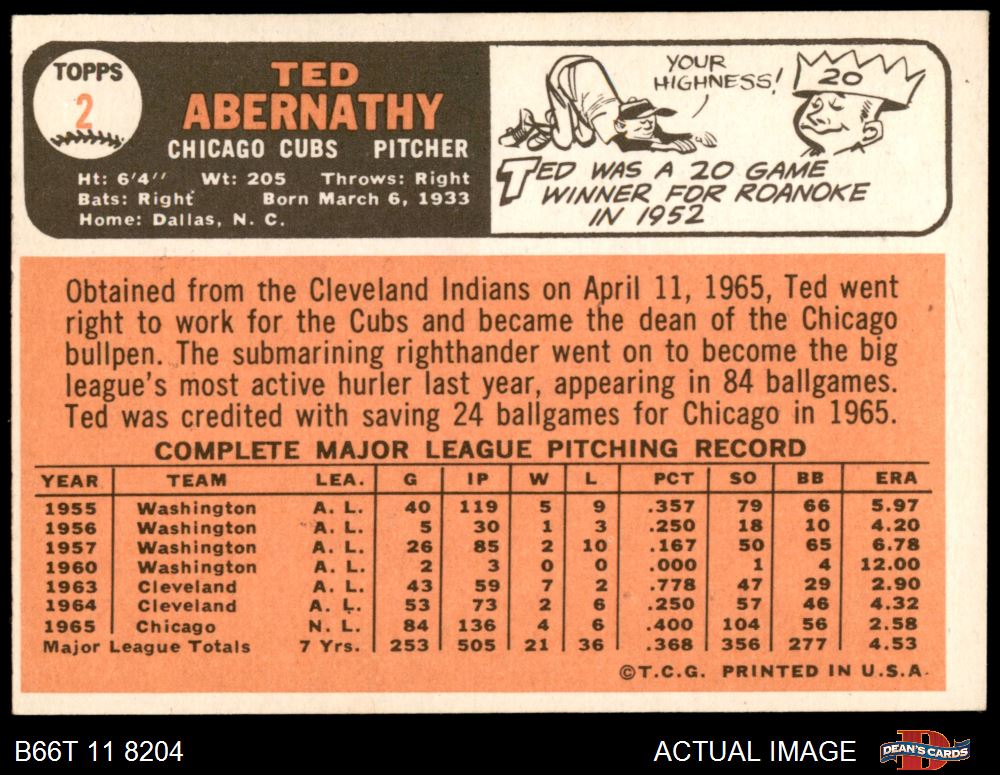 TOPPS
2
TED
ABERNATHY
CHICAGO CUBS PITCHER
Ht: 6'4" Wt: 205 Throws: Right
Bats: Right Born March 6, 1933
Home: Dallas, N. C.
YOUR
HIGHNESS!
20
TED WAS A 20 GAME
WINNER FOR ROANOKE
IN 1952
Obtained from the Cleveland Indians on April 11, 1965, Ted went
right to work for the Cubs and became the dean of the Chicago
bullpen. The submarining righthander went on to become the big
league's most active hurler last year, appearing in 84 ballgames.
Ted was credited with saving 24 ballgames for Chicago in 1965.
COMPLETE MAJOR LEAGUE PITCHING RECORD
YEAR TEAM LEA. G IP W L PCT SO BB ERA
1955 Washington A. L. 40 119 5 9 .357 79 66 5.97
1956 Washington A. L. 5 30 1 3 .250 18 10 4.20
1957 Washington A. L. 26 85 2 10 .167 50 65 6.78
1960 Washington A. L. 2 3 0 0 .000 1 4 12.00
1963 Cleveland A. L. 43 59 7 2 .778 47 29 2.90
1964 Cleveland A. L. 53 73 2 6 .250 57 46 4.32
1965 Chicago N. L. 84 136 4 6 .400 104 56 2.58
Major League Totals 7 Yrs. 253 505 21 36 .368 356 277 4.53
©T.C.G. PRINTED IN U.S.A.
B66T 11 8204
ACTUAL IMAGE
D
DEAN'S CARDS